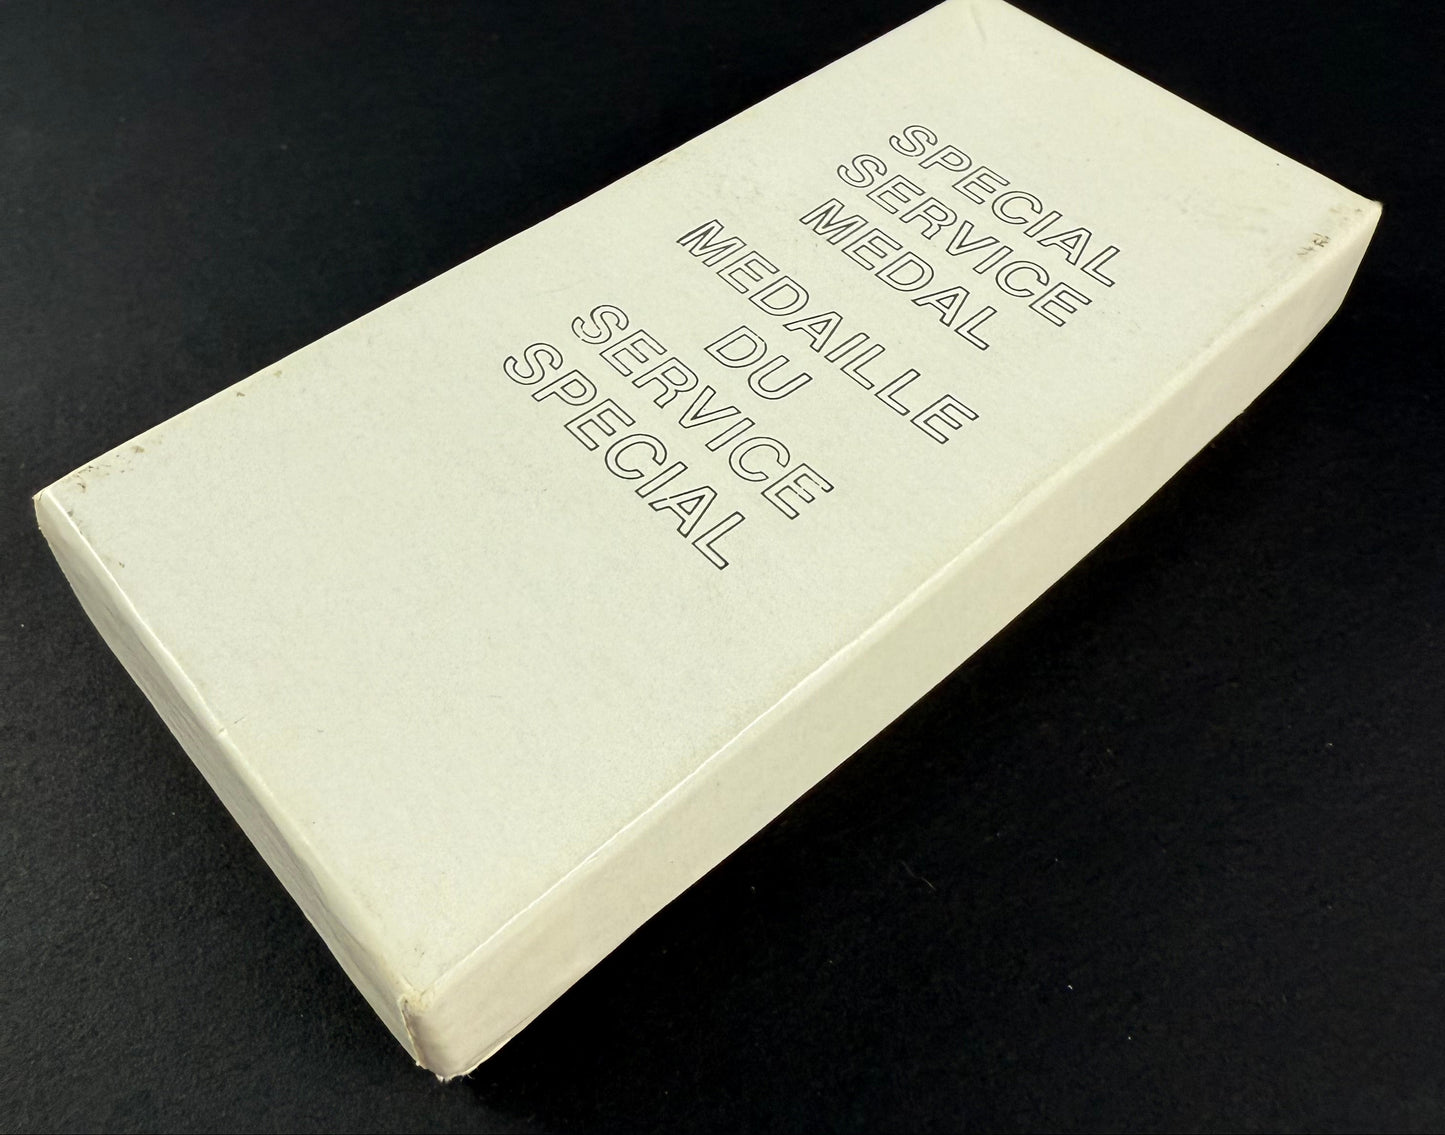 SPECIAL
SERVICE
MEDAL
MEDAILLE
DU
SERVICE
SPECIAL